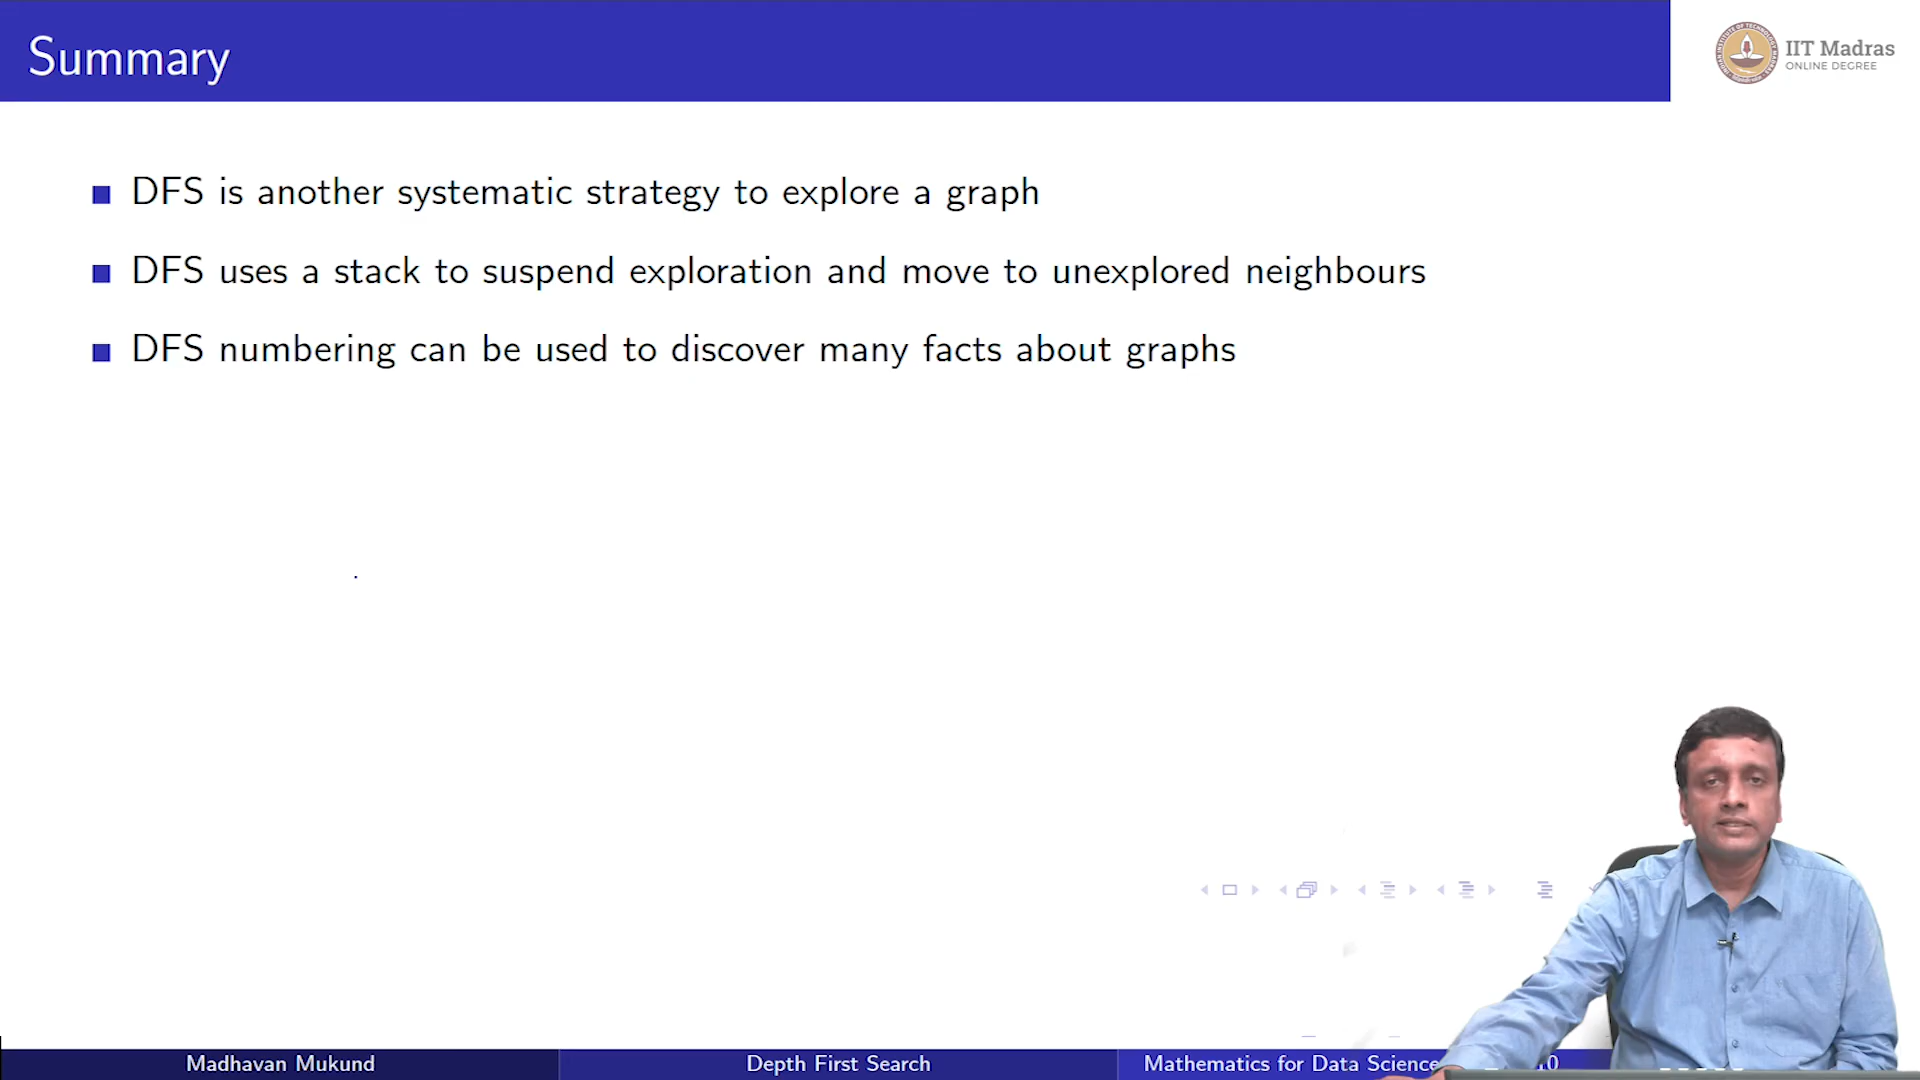 Summary
IIT Madras
ONLINE DEGREE
DFS is another systematic strategy to explore a graph
DFS uses a stack to suspend exploration and move to unexplored neighbours
DFS numbering can be used to discover many facts about graphs
Madhavan Mukund
Depth First Search
Mathematics for Data Science